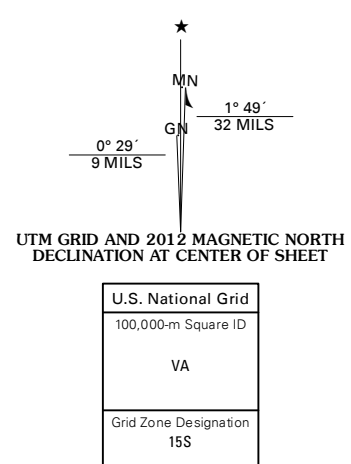 ★
MN
1° 49´
32 MILS
GN
0° 29´
9 MILS
UTM GRID AND 2012 MAGNETIC NORTH
DECLINATION AT CENTER OF SHEET
U.S. National Grid
100,000-m Square ID
VA
Grid Zone Designation
15S